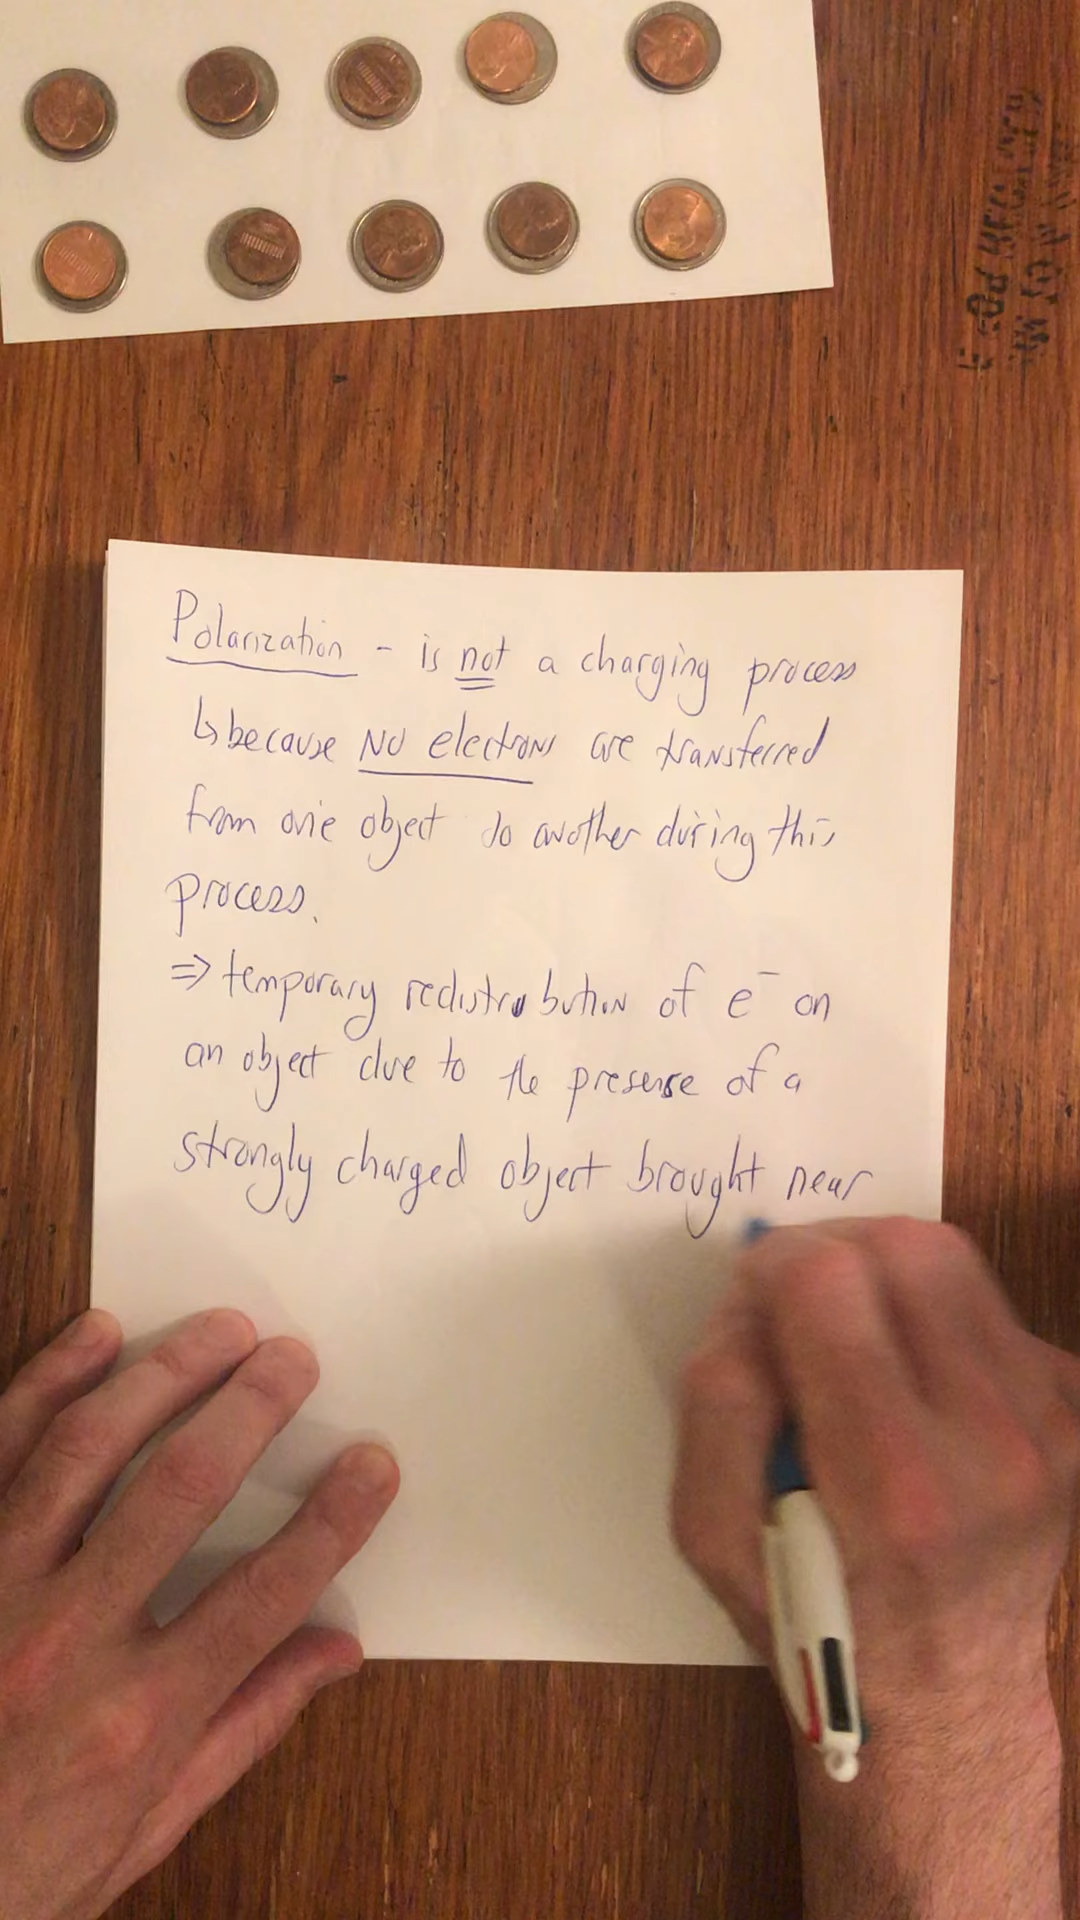 Polarization - is not a charging process
↳because NO electrons are transferred
from one object to another during this
process.
⇒ temporary redistribution of e⁻ on
an object due to the presense of a
strongly charged object brought near